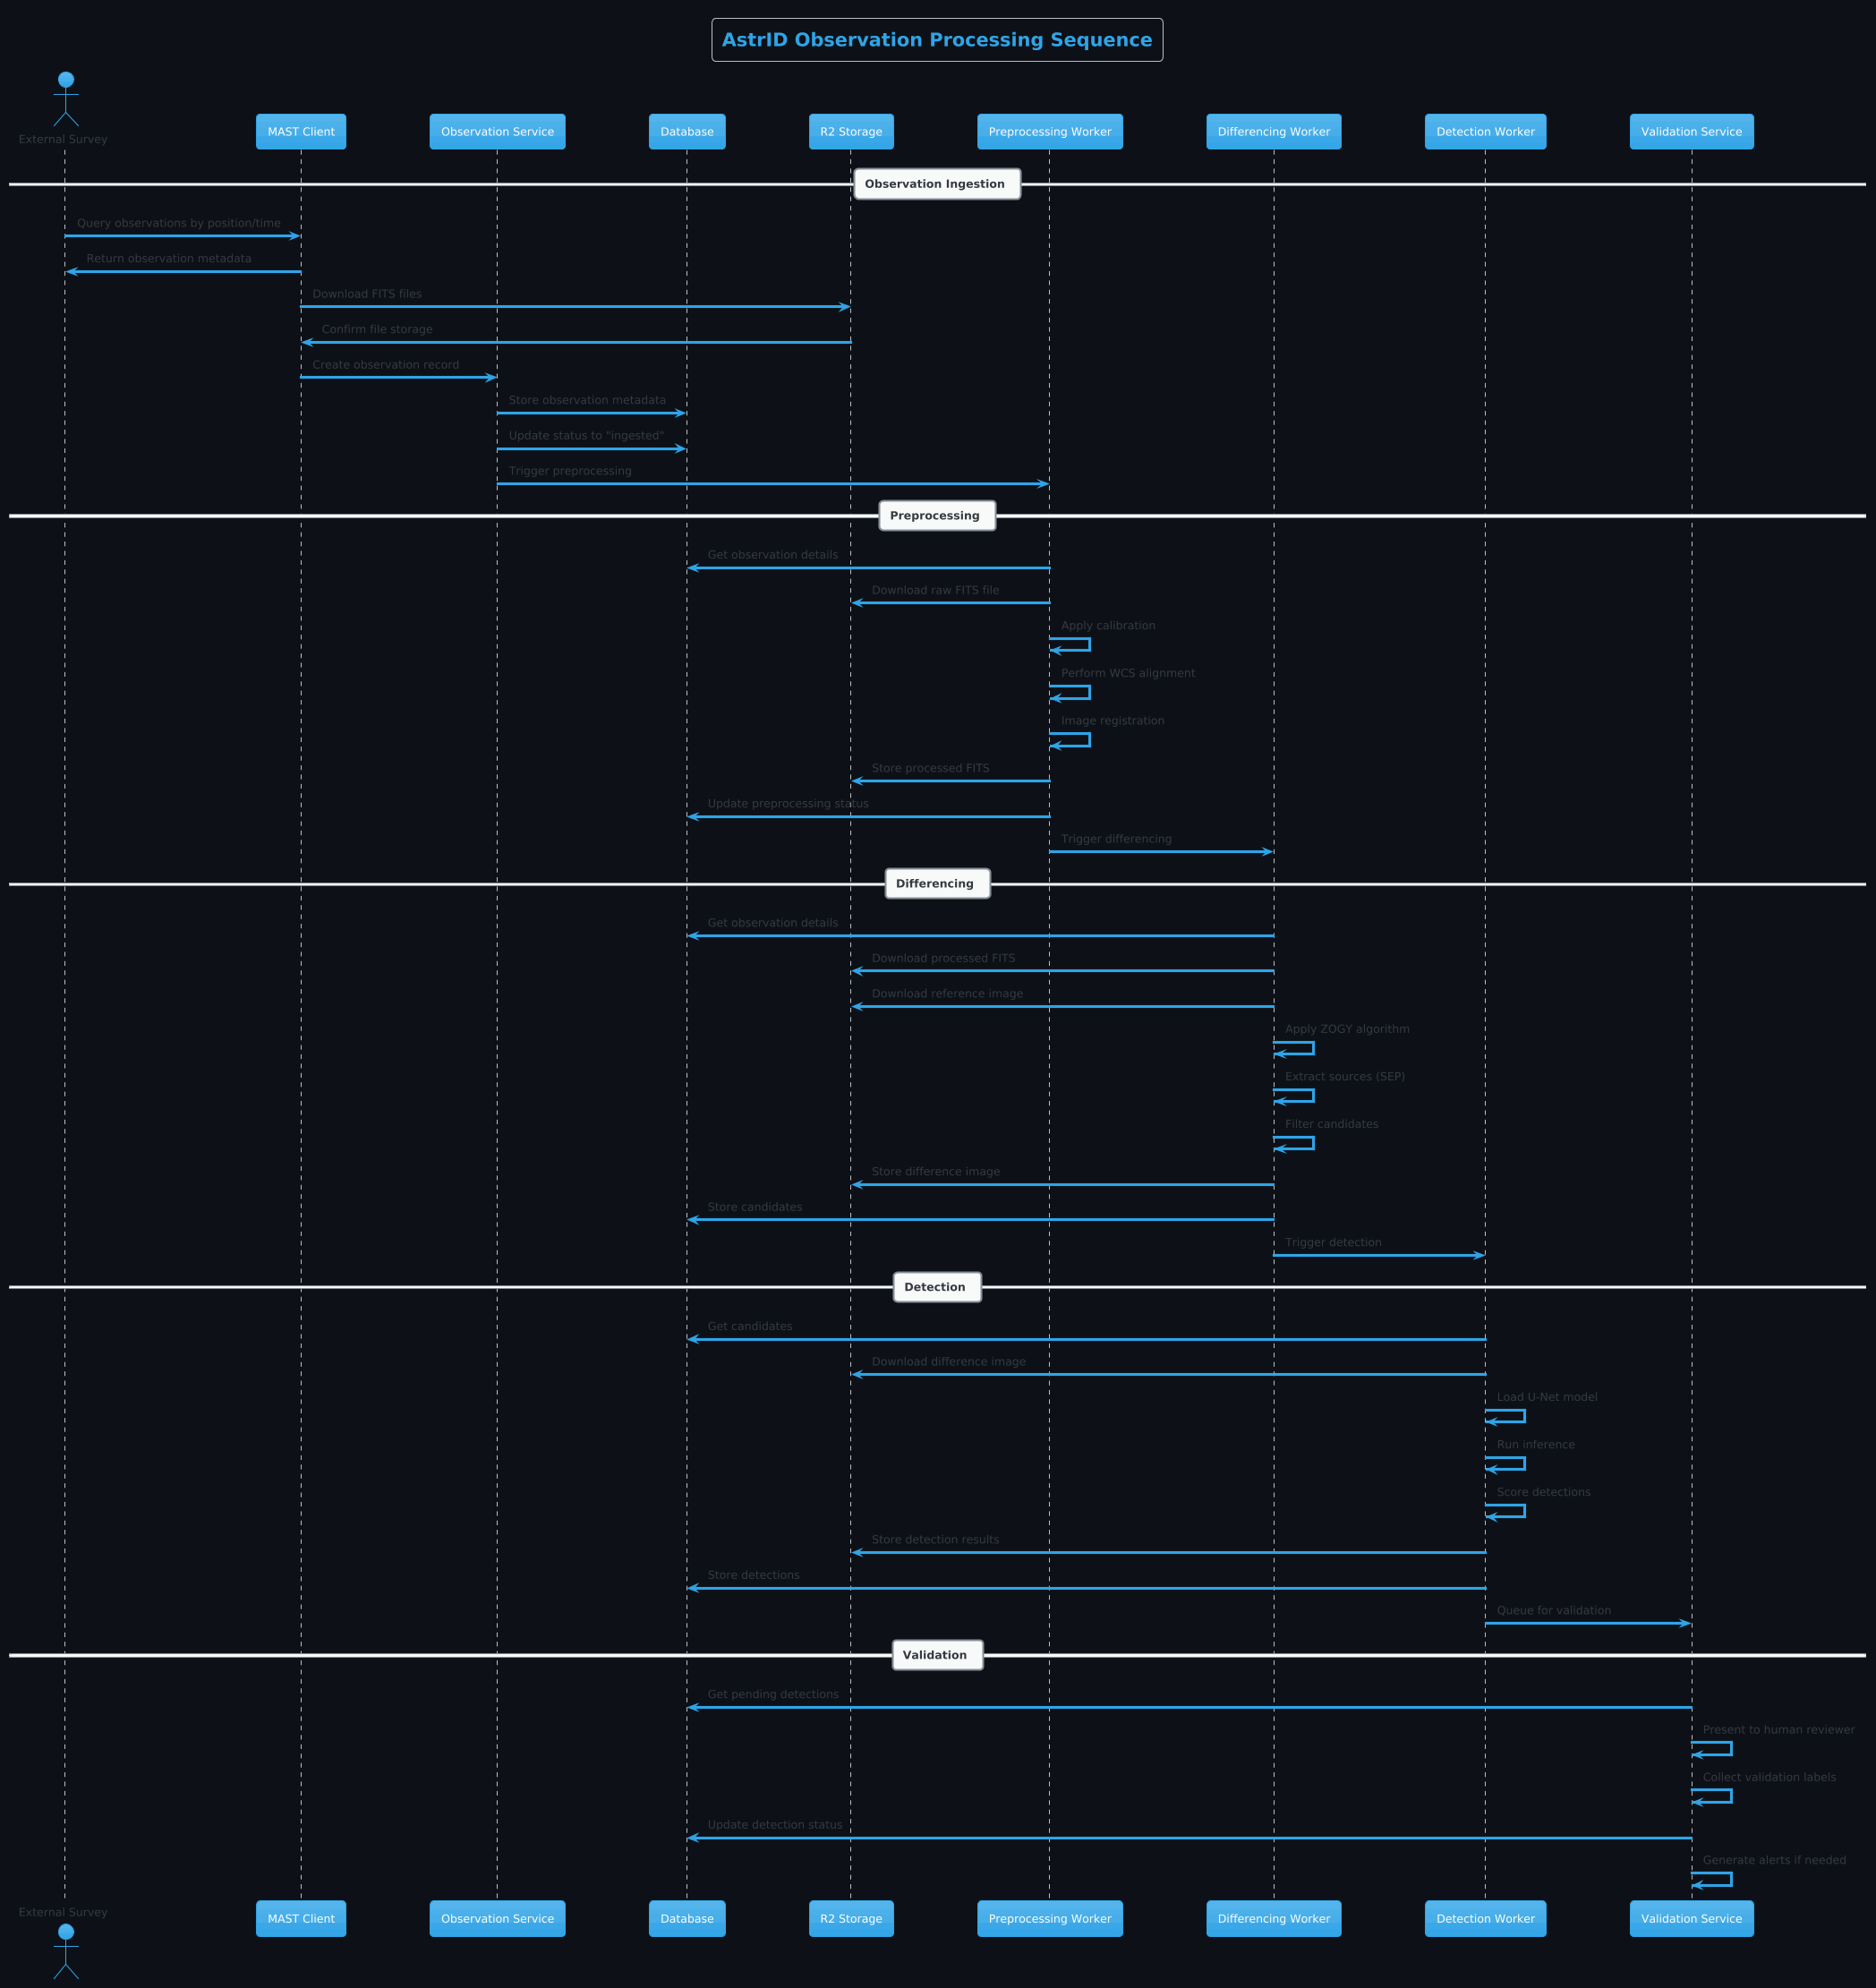 AstrID Observation Processing Sequence
External Survey
MAST Client
Observation Service
Database
R2 Storage
Preprocessing Worker
Differencing Worker
Detection Worker
Validation Service
Observation Ingestion
Query observations by position/time
Return observation metadata
Download FITS files
Confirm file storage
Create observation record
Store observation metadata
Update status to "ingested"
Trigger preprocessing
Preprocessing
Get observation details
Download raw FITS file
Apply calibration
Perform WCS alignment
Image registration
Store processed FITS
Update preprocessing status
Trigger differencing
Differencing
Get observation details
Download processed FITS
Download reference image
Apply ZOGY algorithm
Extract sources (SEP)
Filter candidates
Store difference image
Store candidates
Trigger detection
Detection
Get candidates
Download difference image
Load U-Net model
Run inference
Score detections
Store detection results
Store detections
Queue for validation
Validation
Get pending detections
Present to human reviewer
Collect validation labels
Update detection status
Generate alerts if needed
External Survey
MAST Client
Observation Service
Database
R2 Storage
Preprocessing Worker
Differencing Worker
Detection Worker
Validation Service